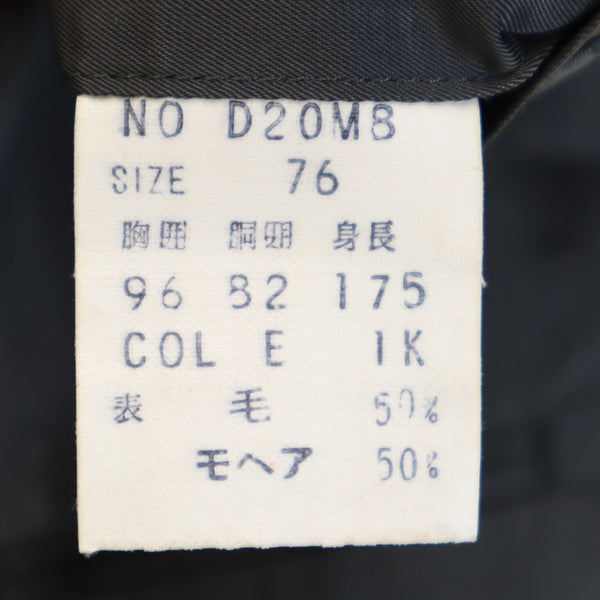 NO D20M8
SIZE 76
胸囲 胴囲 身長
96 82 175
COL E 1K
表 毛 50%
モヘア 50%